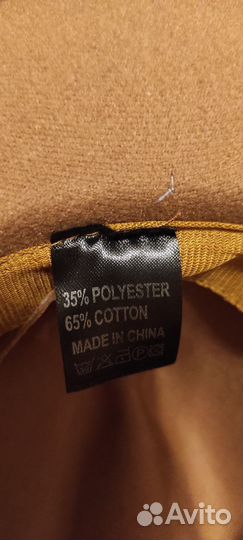 35% POLYESTER
65% COTTON
MADE IN CHINA
Avito